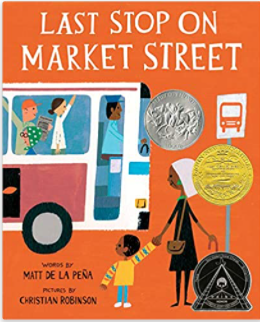 LAST STOP ON
MARKET STREET
WORDS BY
MATT DE LA PEÑA
PICTURES BY
CHRISTIAN ROBINSON